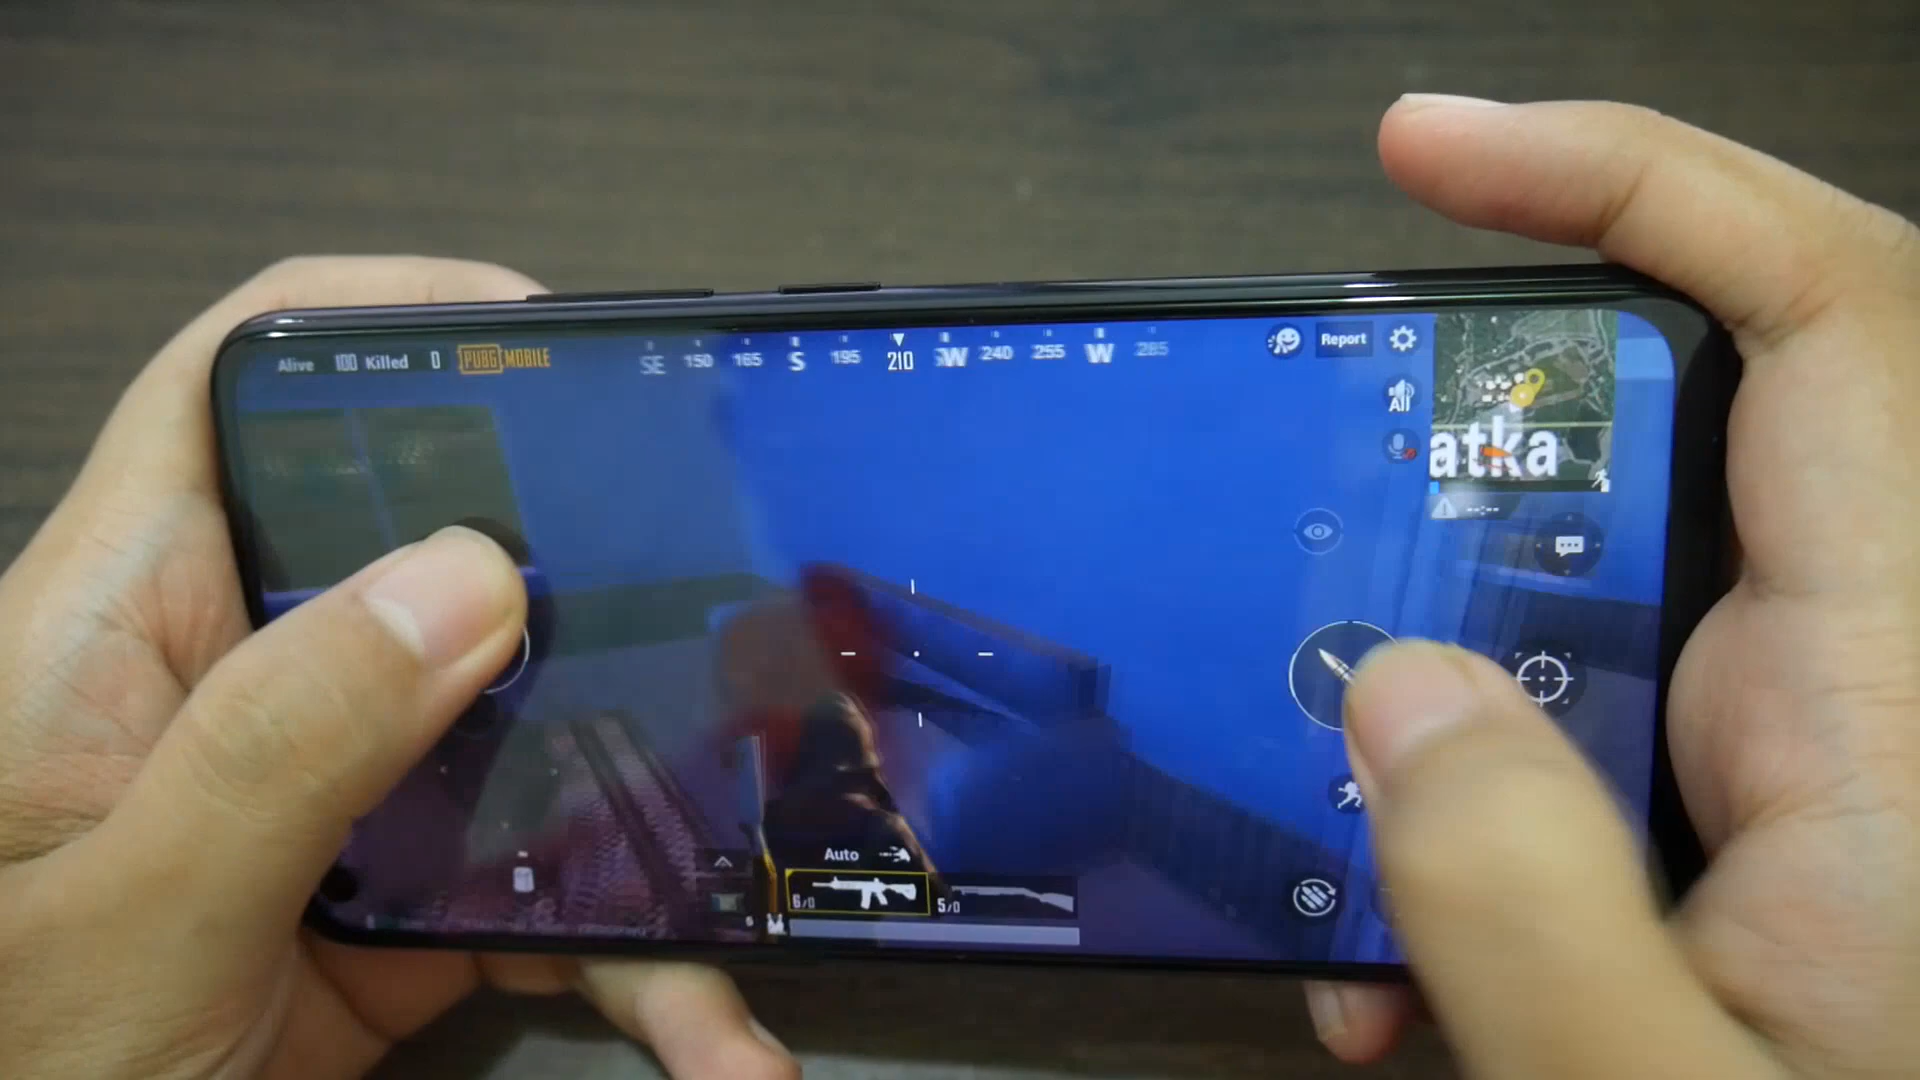 Alive 100 Killed 0 PUBG MOBILE
SE 150 165 S 195 210 SW 240 255 W 285
Report
All
atka
--:--
Auto
6/0
5/0